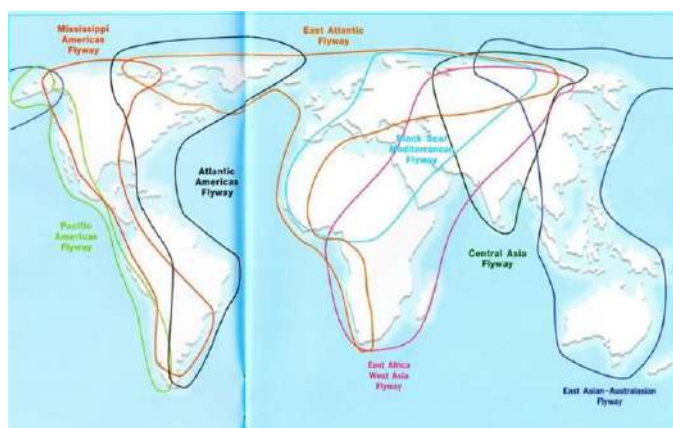 Mississippi
Americas
Flyway
East Atlantic
Flyway
Black Sea/
Mediterranean
Flyway
Atlantic
Americas
Flyway
Pacific
Americas
Flyway
Central Asia
Flyway
East Africa
West Asia
Flyway
East Asian-Australasian
Flyway